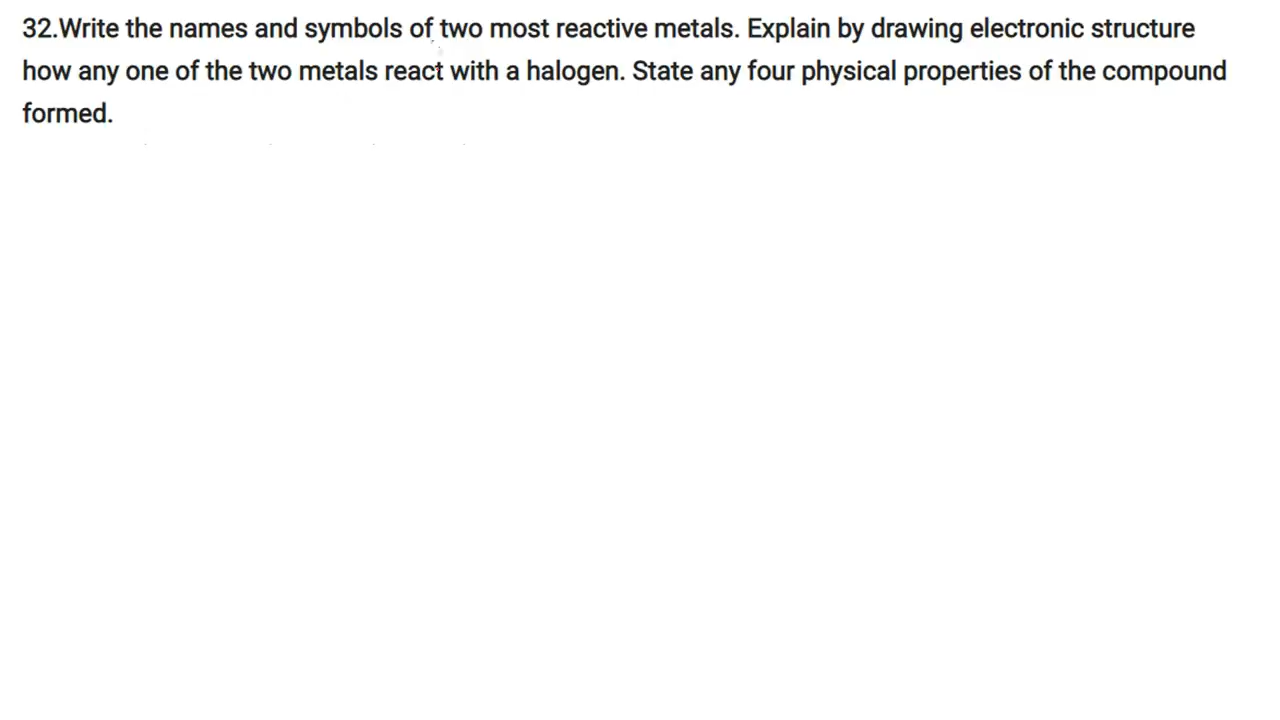 32.Write the names and symbols of two most reactive metals. Explain by drawing electronic structure
how any one of the two metals react with a halogen. State any four physical properties of the compound
formed.